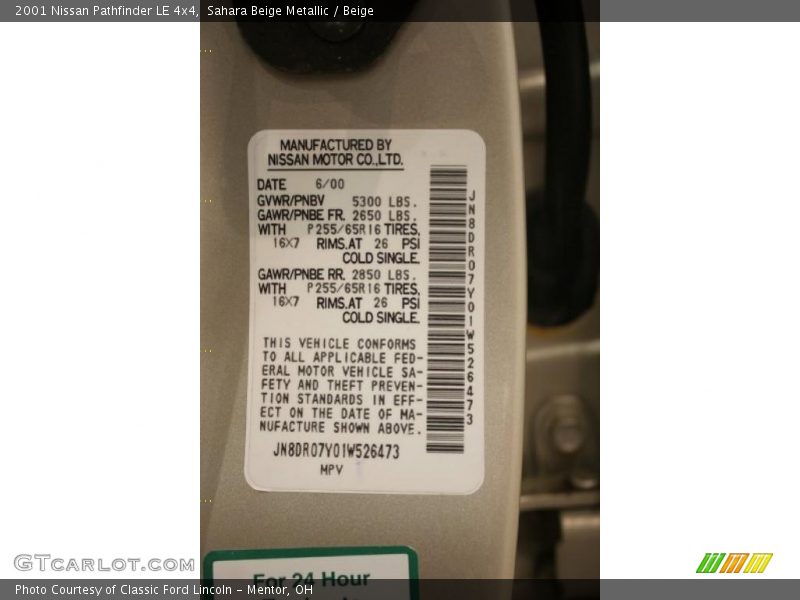 2001 Nissan Pathfinder LE 4x4, Sahara Beige Metallic / Beige
MANUFACTURED BY
NISSAN MOTOR CO.,LTD.
DATE 6/00
GVWR/PNBV 5300 LBS.
GAWR/PNBE FR. 2650 LBS.
WITH P255/65R16 TIRES,
16X7 RIMS,AT 26 PSI
COLD SINGLE.
GAWR/PNBE RR. 2850 LBS.
WITH P255/65R16 TIRES,
16X7 RIMS,AT 26 PSI
COLD SINGLE.
THIS VEHICLE CONFORMS
TO ALL APPLICABLE FED-
ERAL MOTOR VEHICLE SA-
FETY AND THEFT PREVEN-
TION STANDARDS IN EFF-
ECT ON THE DATE OF MA-
NUFACTURE SHOWN ABOVE.
JN8DR07Y01W526473
MPV
JN8DR07Y01W526473
For 24 Hour
GTCARLOT.COM
Photo Courtesy of Classic Ford Lincoln - Mentor, OH